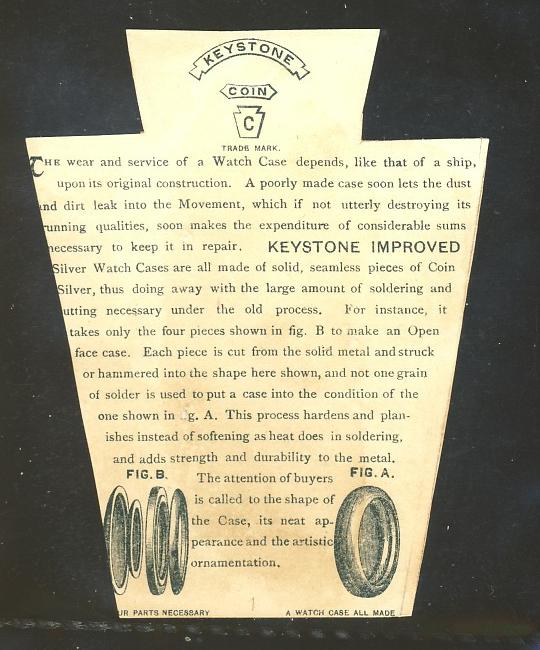 KEYSTONE
COIN
C
TRADE MARK.
THE wear and service of a Watch Case depends, like that of a ship,
upon its original construction. A poorly made case soon lets the dust
and dirt leak into the Movement, which if not utterly destroying its
unning qualities, soon makes the expenditure of considerable sums
necessary to keep it in repair. KEYSTONE IMPROVED
Silver Watch Cases are all made of solid, seamless pieces of Coin
Silver, thus doing away with the large amount of soldering and
utting necessary under the old process. For instance, it
takes only the four pieces shown in fig. B to make an Open
face case. Each piece is cut from the solid metal and struck
or hammered into the shape here shown, and not one grain
of solder is used to put a case into the condition of the
one shown in g. A. This process hardens and plan-
ishes instead of softening as heat does in soldering,
and adds strength and durability to the metal.
FIG. B. The attention of buyers FIG. A.
is called to the shape of
the Case, its neat ap-
pearance and the artistic
ornamentation.
UR PARTS NECESSARY A WATCH CASE ALL MADE